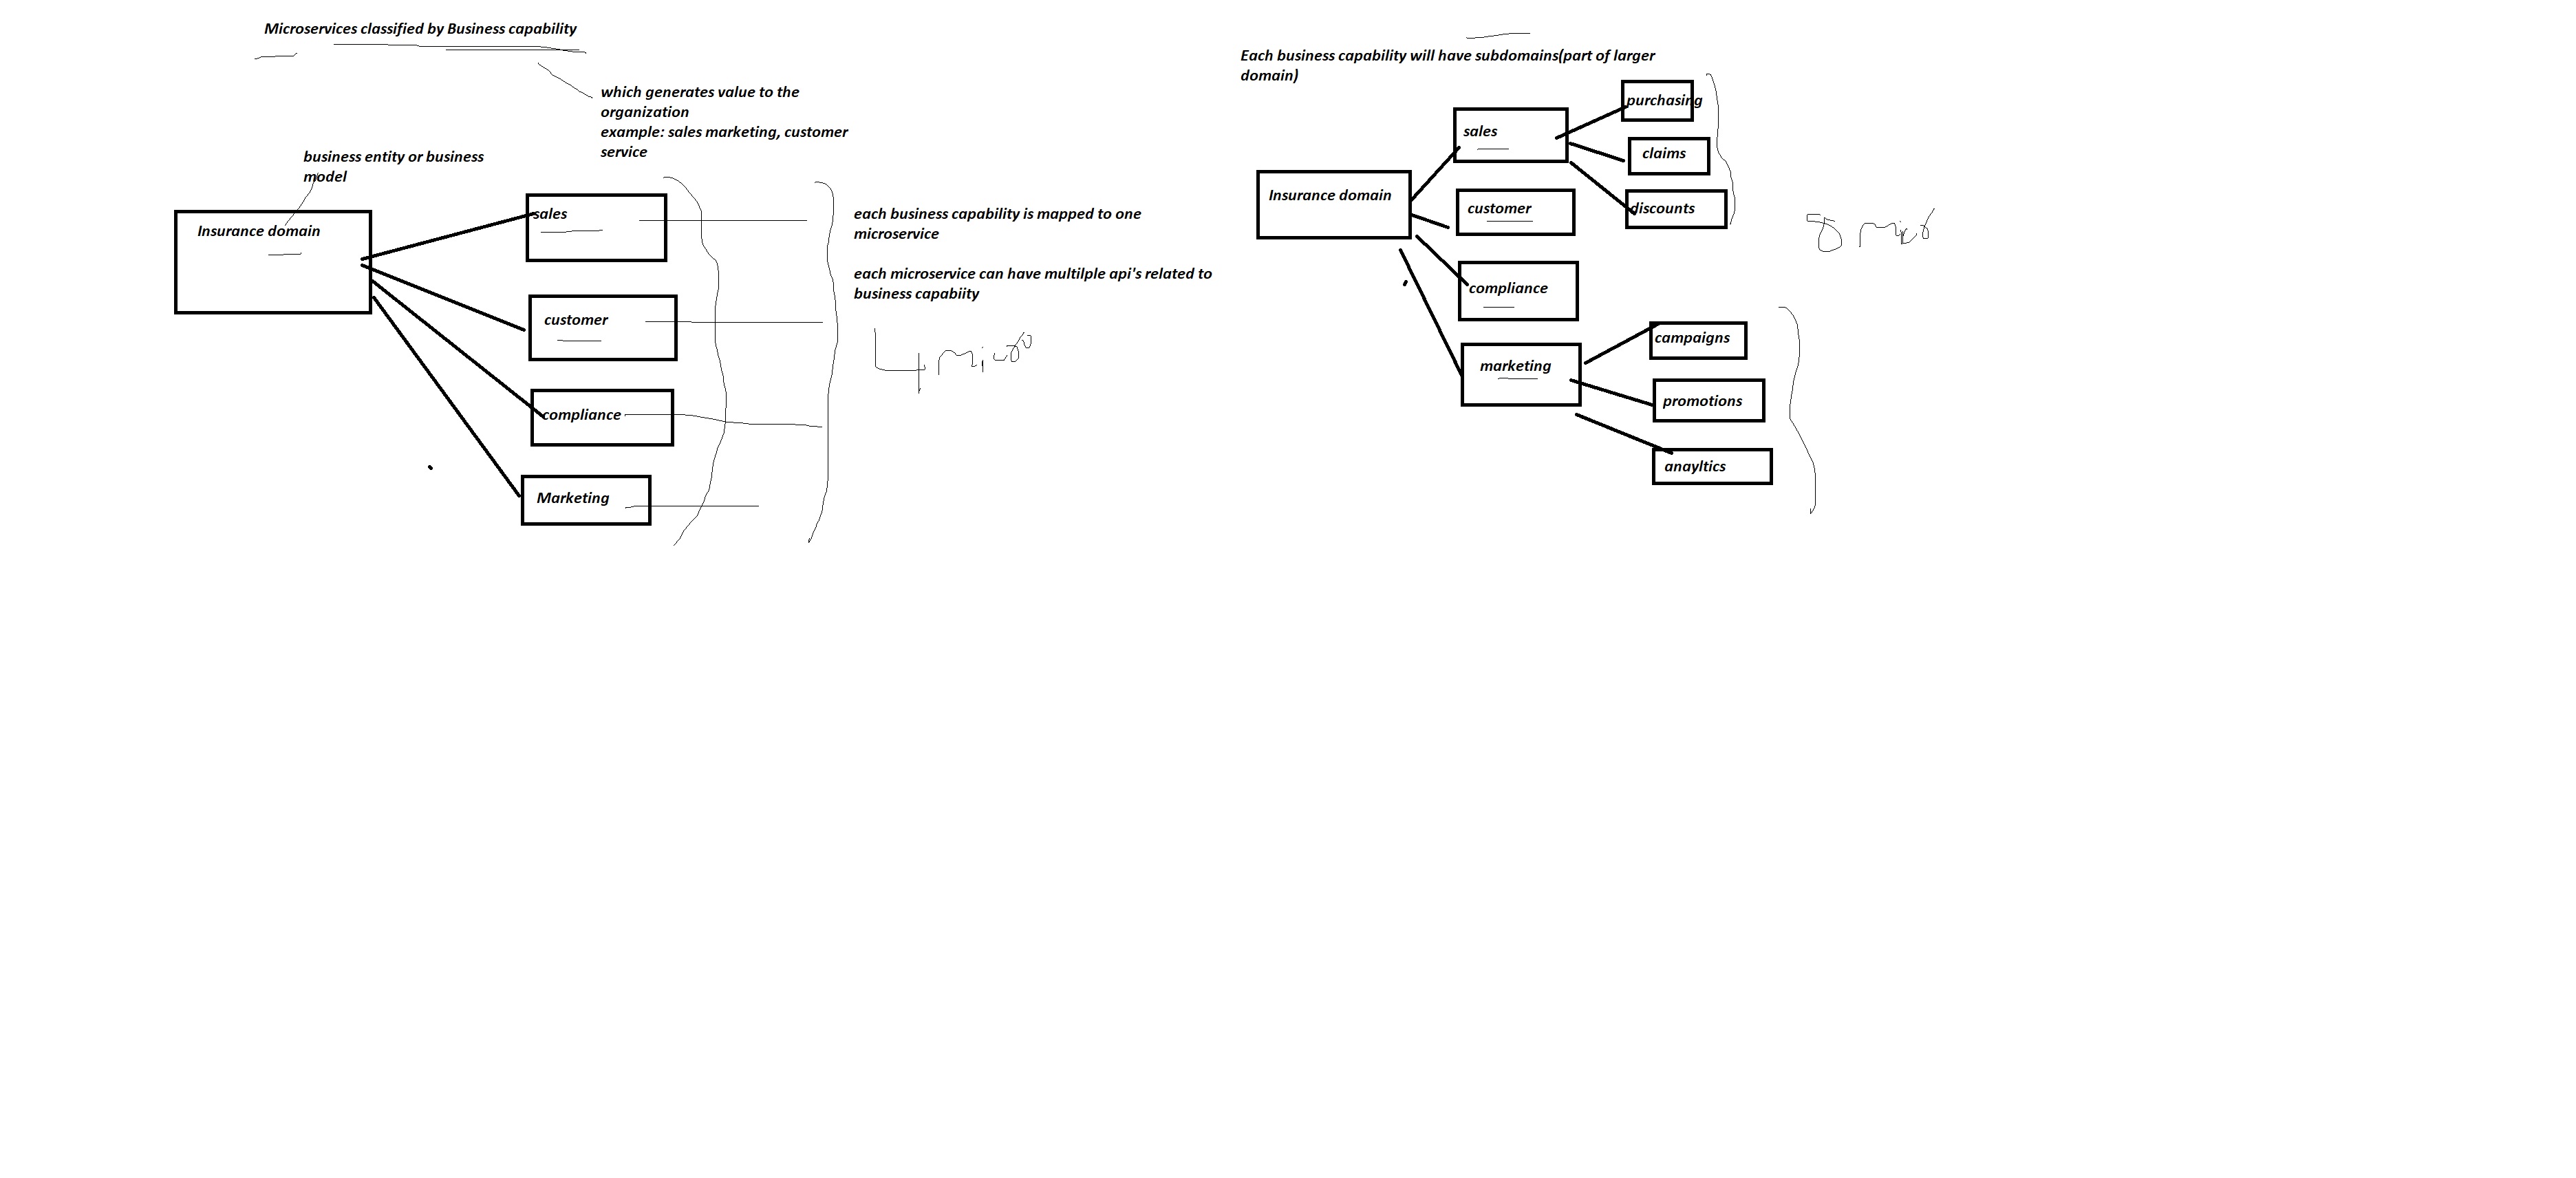 Microservices classified by Business capability
which generates value to the
organization
example: sales marketing, customer
service
business entity or business
model
Insurance domain
sales
customer
compliance
Marketing
each business capability is mapped to one
microservice
each microservice can have multilple api's related to
business capabiity
4 micro
Each business capability will have subdomains(part of larger
domain)
Insurance domain
sales
customer
compliance
marketing
purchasing
claims
discounts
campaigns
promotions
anayltics